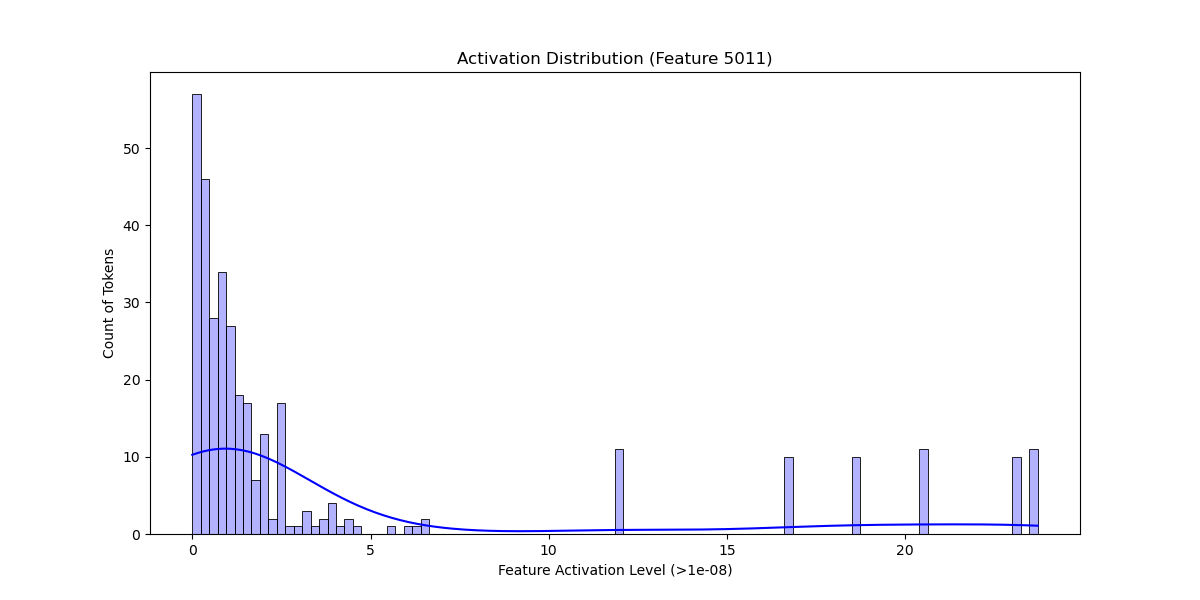 Activation Distribution (Feature 5011)
Count of Tokens
50
40
30
20
10
0
0 5 10 15 20
Feature Activation Level (>1e-08)